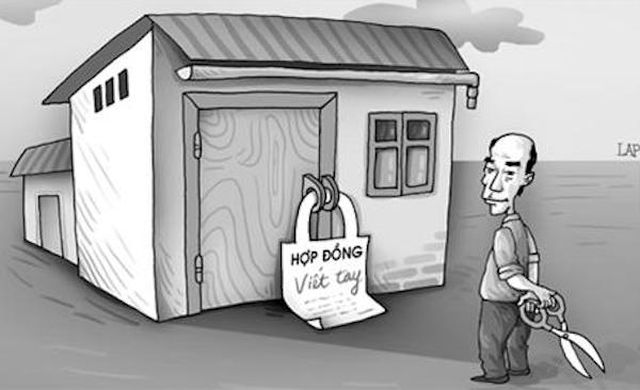 LAP
HỢP ĐỒNG
Viết tay